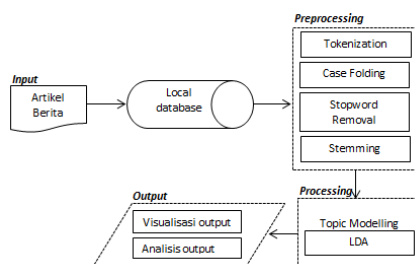 Preprocessing
Tokenization
Case Folding
Stopword
Removal
Stemming
Input
Artikel
Berita
Local
database
Processing
Topic Modelling
LDA
Output
Visualisasi output
Analisis output